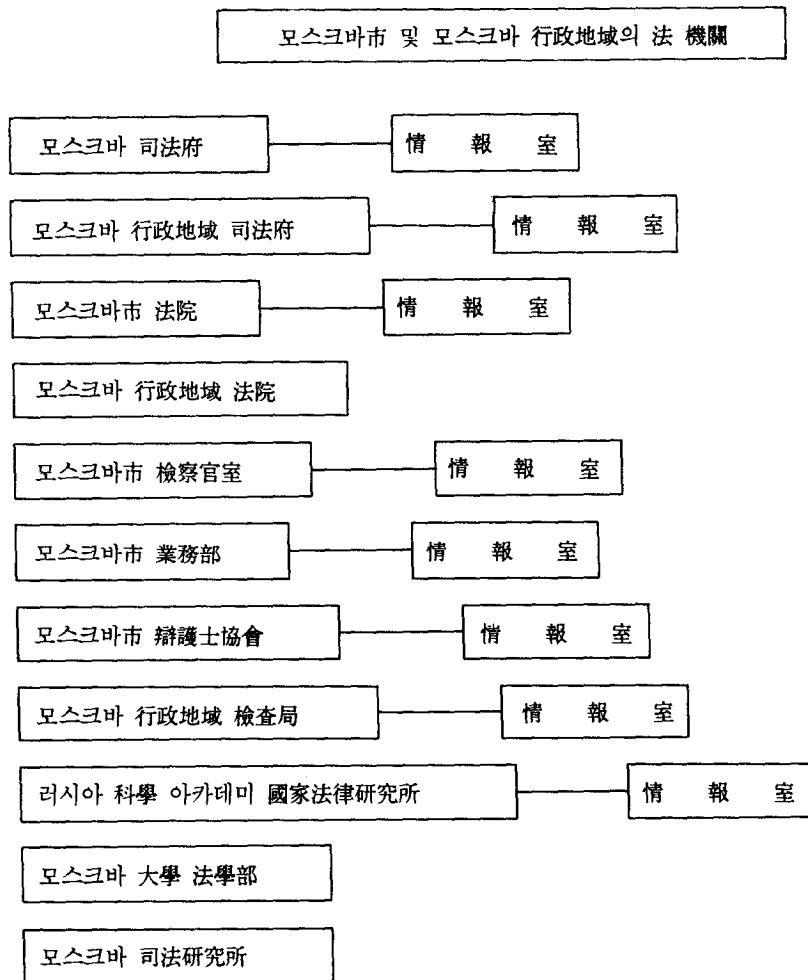 모스크바市 및 모스크바 行政地域의 法 機關
모스크바 司法府 情 報 室
모스크바 行政地域 司法府 情 報 室
모스크바市 法院 情 報 室
모스크바 行政地域 法院
모스크바市 檢察官室 情 報 室
모스크바市 業務部 情 報 室
모스크바市 辯護士協會 情 報 室
모스크바 行政地域 檢査局 情 報 室
러시아 科學 아카데미 國家法律硏究所 情 報 室
모스크바 大學 法學部
모스크바 司法硏究所